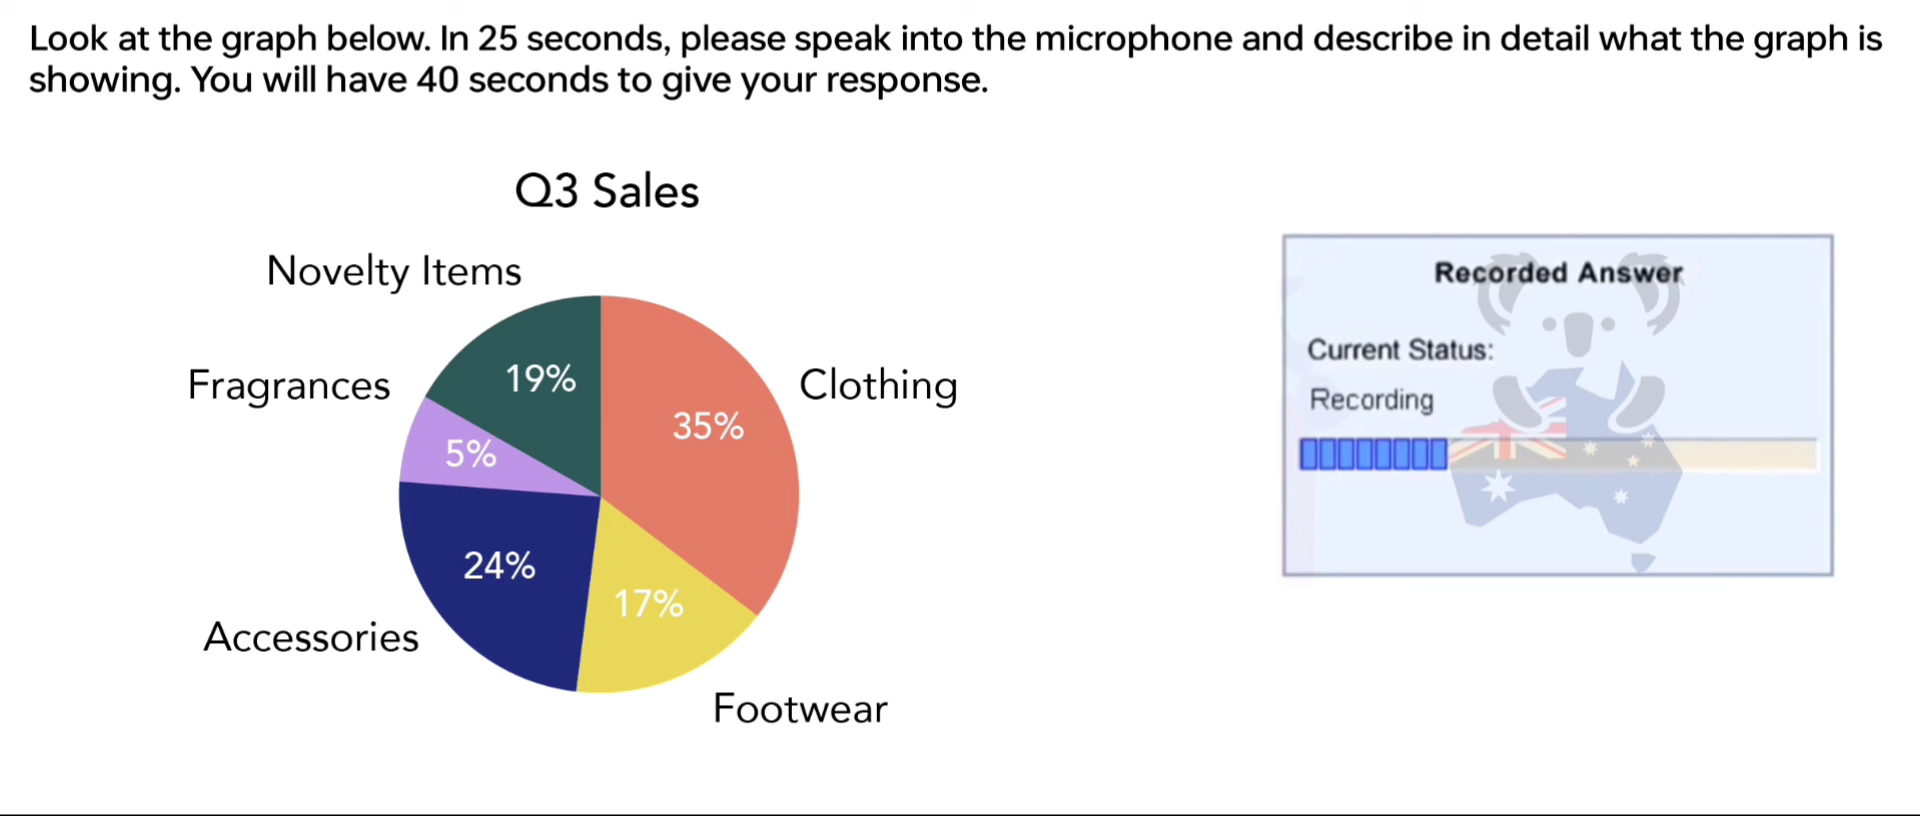 Look at the graph below. In 25 seconds, please speak into the microphone and describe in detail what the graph is
showing. You will have 40 seconds to give your response.
Q3 Sales
Novelty Items
Fragrances
Clothing
19%
35%
5%
24%
17%
Accessories
Footwear
Recorded Answer
Current Status:
Recording